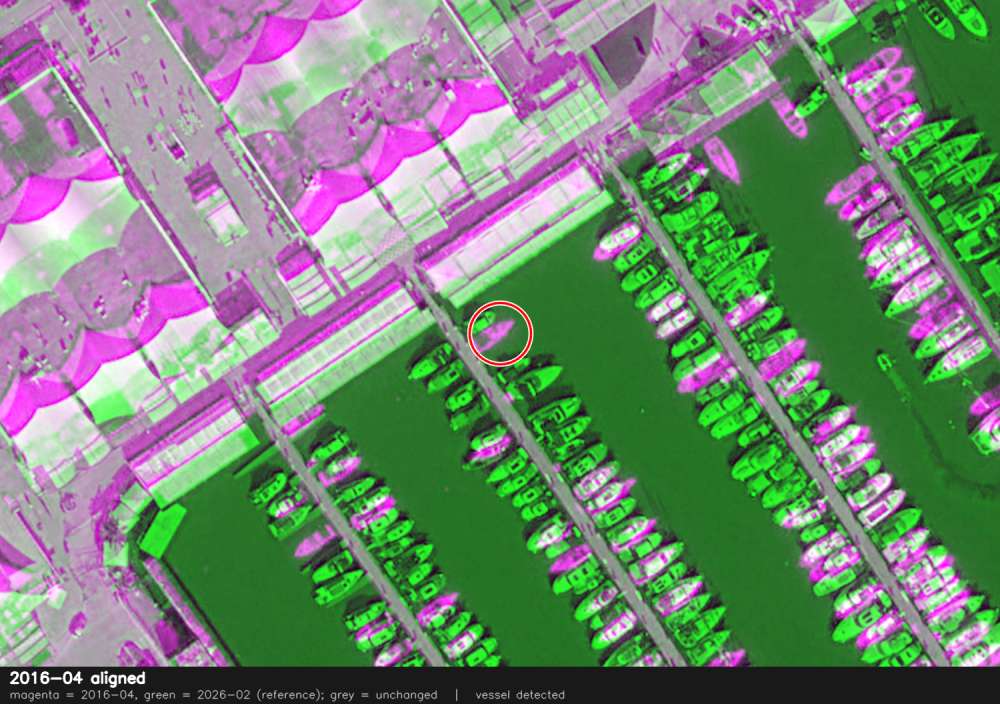 2016-04 aligned
magenta = 2016-04, green = 2026-02 (reference); grey = unchanged | vessel detected